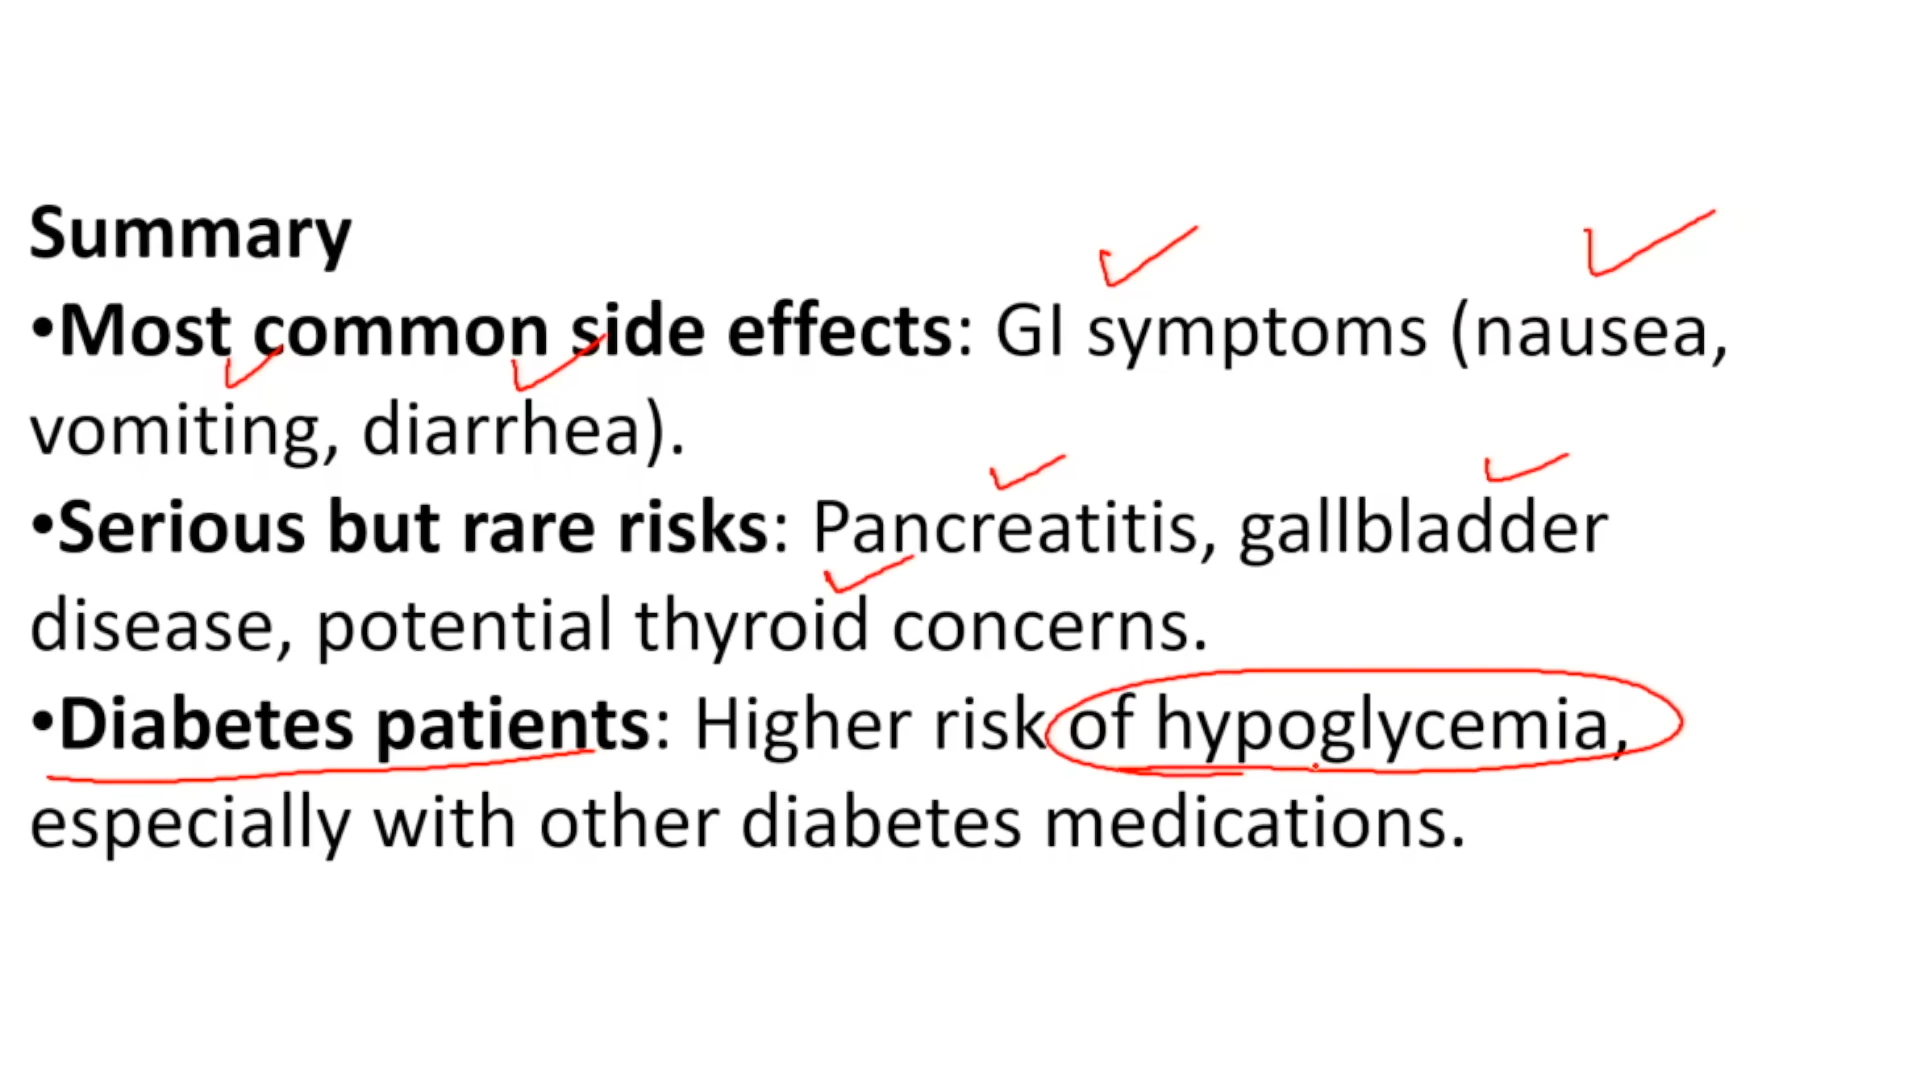 Summary
•Most common side effects: GI symptoms (nausea,
vomiting, diarrhea).
•Serious but rare risks: Pancreatitis, gallbladder
disease, potential thyroid concerns.
•Diabetes patients: Higher risk of hypoglycemia,
especially with other diabetes medications.